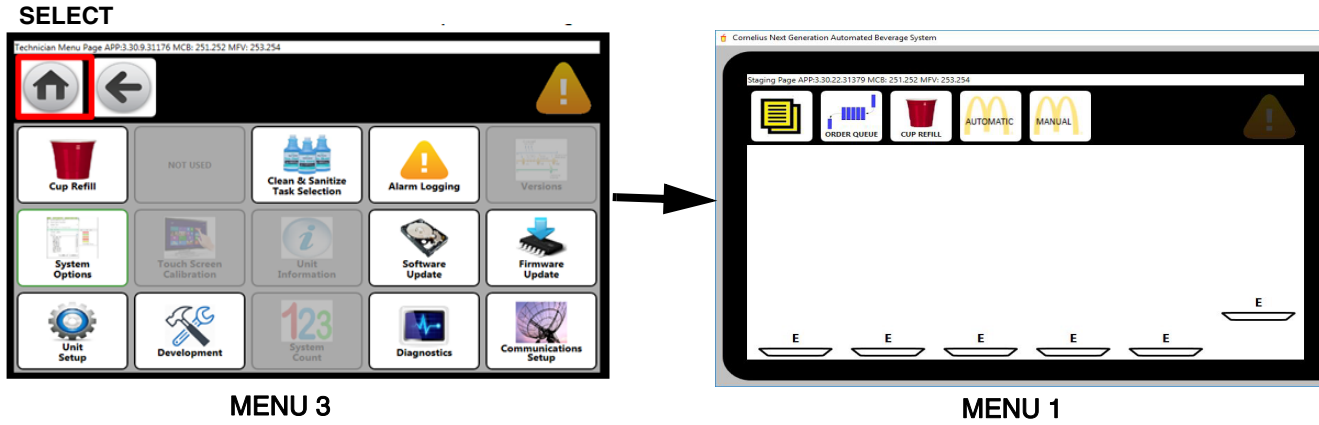 SELECT
Technician Menu Page APP:3.30.9.31176 MCB: 251.252 MFV: 253.254
Cup Refill
NOT USED
Clean & Sanitize
Task Selection
Alarm Logging
Versions
System
Options
Touch Screen
Calibration
Unit
Information
Software
Update
Firmware
Update
Unit
Setup
Development
123
System
Count
Diagnostics
Communications
Setup
MENU 3
Cornelius Next Generation Automated Beverage System
Staging Page APP:3.30.22.31379 MCB: 251.252 MFV: 253.254
ORDER QUEUE
CUP REFILL
AUTOMATIC
MANUAL
E
E
E
E
E
E
MENU 1